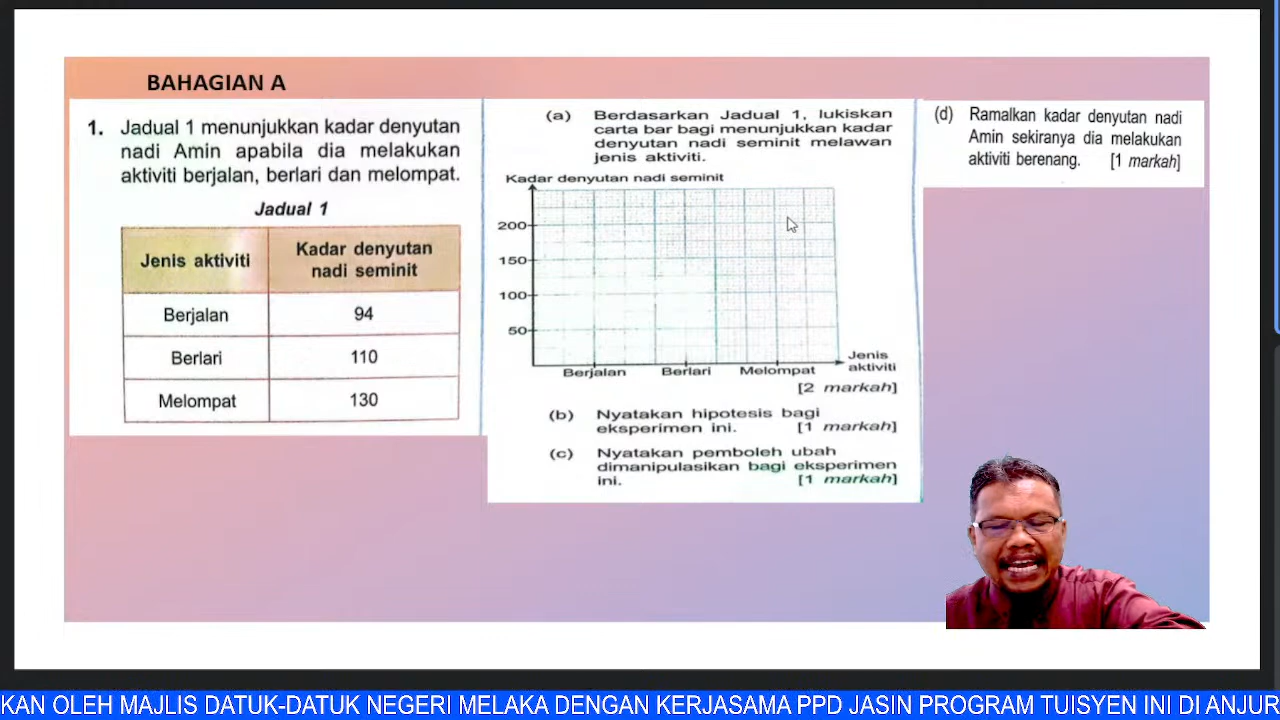 BAHAGIAN A
1. Jadual 1 menunjukkan kadar denyutan
nadi Amin apabila dia melakukan
aktiviti berjalan, berlari dan melompat.
Jadual 1
Jenis aktiviti
Kadar denyutan
nadi seminit
Berjalan 94
Berlari 110
Melompat 130
(a) Berdasarkan Jadual 1, lukiskan
carta bar bagi menunjukkan kadar
denyutan nadi seminit melawan
jenis aktiviti.
Kadar denyutan nadi seminit
200
150
100
50
Jenis
aktiviti
Berjalan Berlari Melompat
[2 markah]
(b) Nyatakan hipotesis bagi
eksperimen ini. [1 markah]
(c) Nyatakan pemboleh ubah
dimanipulasikan bagi eksperimen
ini. [1 markah]
(d) Ramalkan kadar denyutan nadi
Amin sekiranya dia melakukan
aktiviti berenang. [1 markah]
KAN OLEH MAJLIS DATUK-DATUK NEGERI MELAKA DENGAN KERJASAMA PPD JASIN PROGRAM TUISYEN INI DI ANJUR